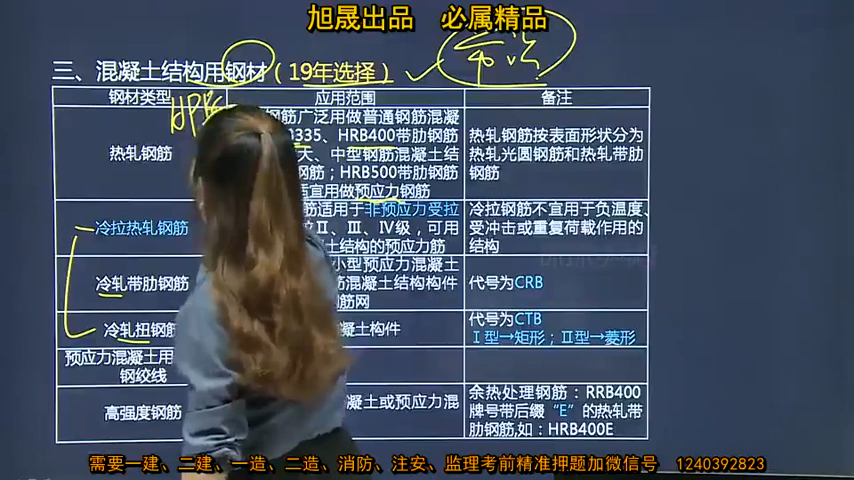 旭晟出品 必属精品
三、混凝土结构用钢材（19年选择）
钢材类型 应用范围 备注
热轧钢筋
钢筋广泛用做普通钢筋混凝
335、HRB400带肋钢筋
大、中型钢筋混凝土结
钢筋；HRB500带肋钢筋
适宜用做预应力钢筋
热轧钢筋按表面形状分为
热轧光圆钢筋和热轧带肋
钢筋
冷拉热轧钢筋
筋适用于非预应力受拉
Ⅱ、Ⅲ、Ⅳ级，可用
土结构的预应力筋
冷拉钢筋不宜用于负温度、
受冲击或重复荷载作用的
结构
冷轧带肋钢筋
小型预应力混凝土
筋混凝土结构构件
钢筋网
代号为CRB
冷轧扭钢筋
凝土构件
代号为CTB
Ⅰ型→矩形；Ⅱ型→菱形
预应力混凝土用
钢绞线
高强度钢筋
凝土或预应力混
余热处理钢筋：RRB400
牌号带后缀“E”的热轧带
肋钢筋,如：HRB400E
需要一建、二建、一造、二造、消防、注安、监理考前精准押题加微信号 1240392823